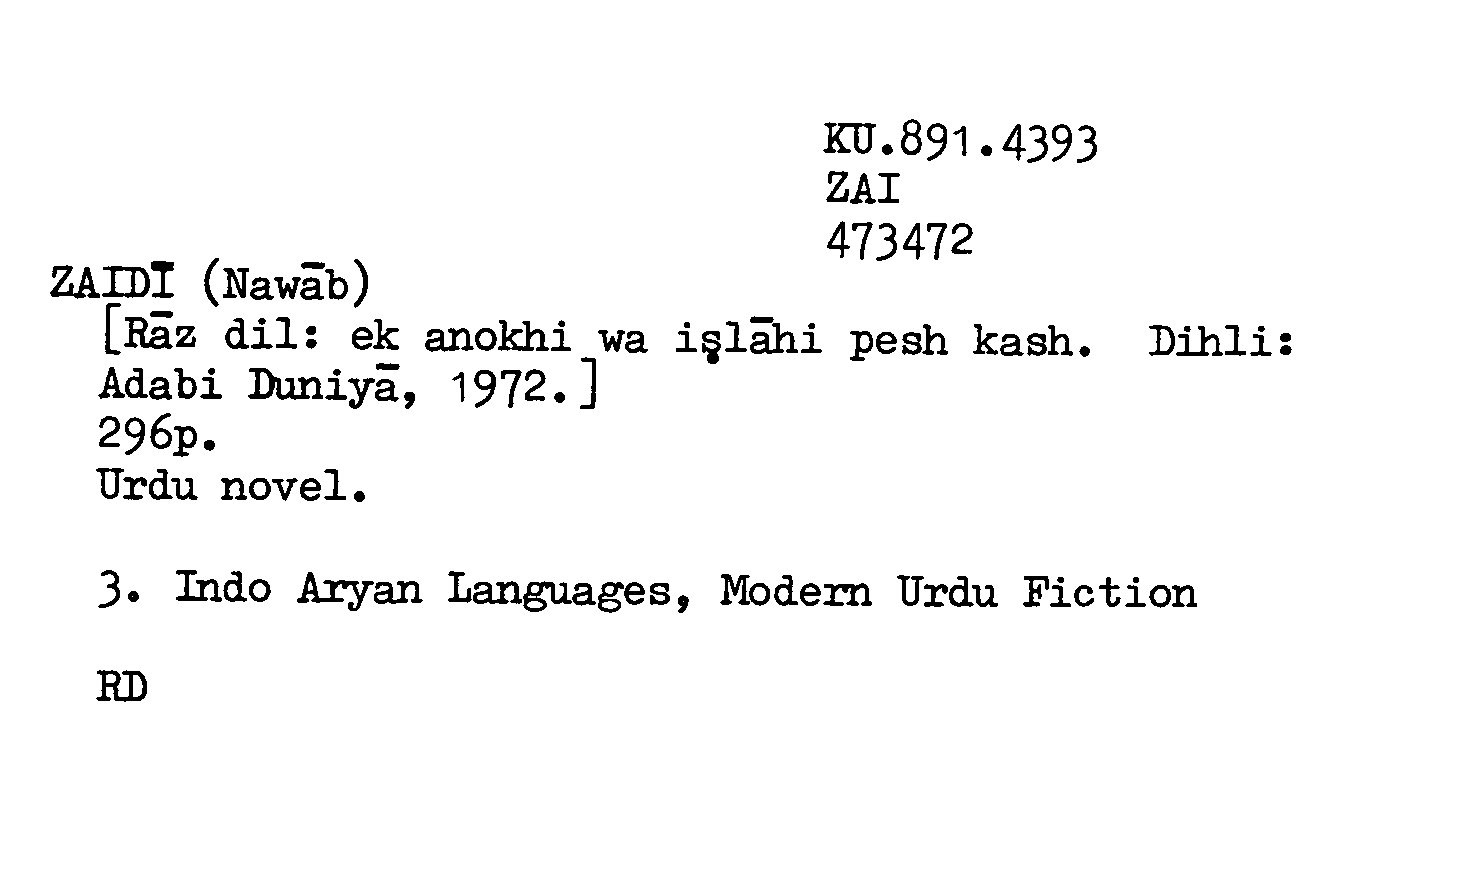 KU.891.4393
ZAI
473472
ZAIDĪ (Nawāb)
[Rāz dil: ek anokhi wa iṣlāhi pesh kash. Dihli:
Adabi Duniyā, 1972.]
296p.
Urdu novel.
3. Indo Aryan Languages, Modern Urdu Fiction
RD